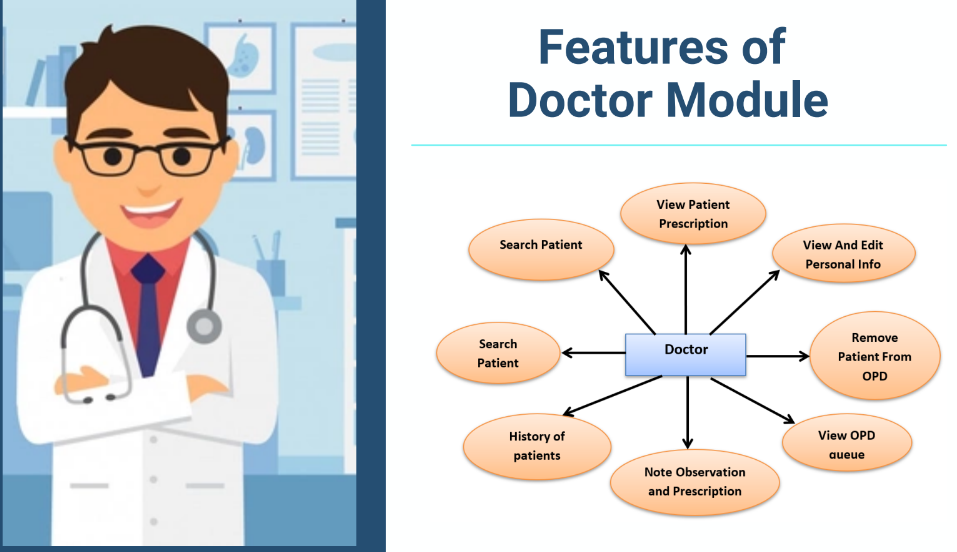 Features of
Doctor Module
View Patient
Prescription
Search Patient
View And Edit
Personal Info
Doctor
Search
Patient
Remove
Patient From
OPD
History of
patients
View OPD
queue
Note Observation
and Prescription